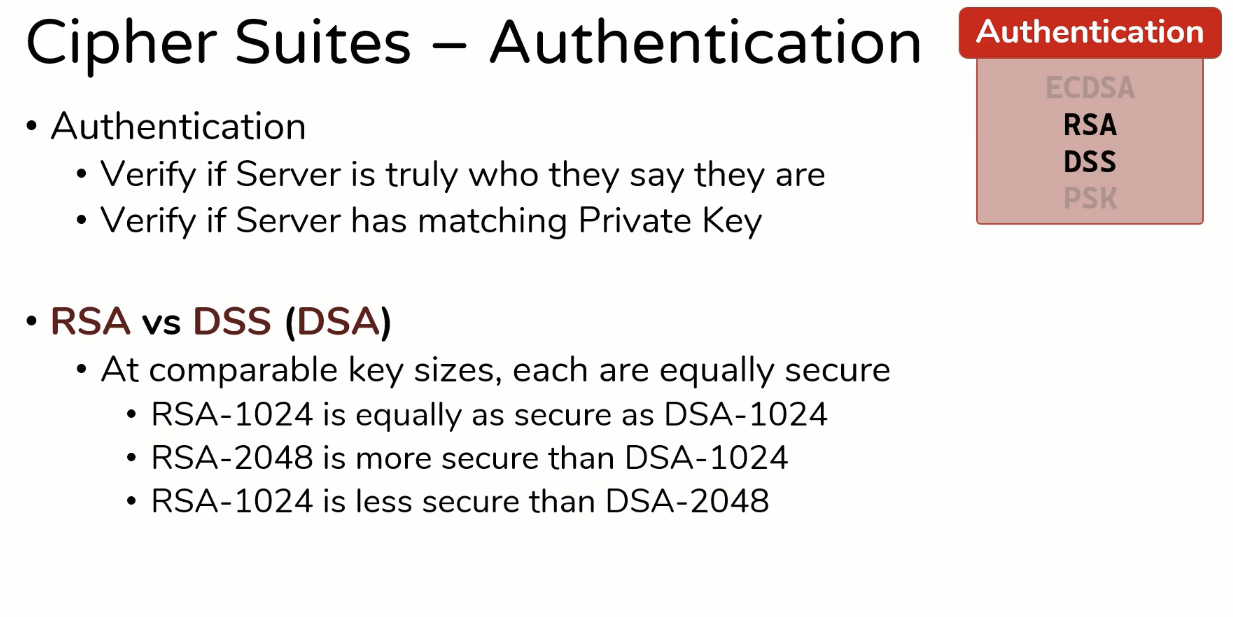 Cipher Suites – Authentication
Authentication
ECDSA
RSA
DSS
PSK
• Authentication
• Verify if Server is truly who they say they are
• Verify if Server has matching Private Key
• RSA vs DSS (DSA)
• At comparable key sizes, each are equally secure
• RSA-1024 is equally as secure as DSA-1024
• RSA-2048 is more secure than DSA-1024
• RSA-1024 is less secure than DSA-2048